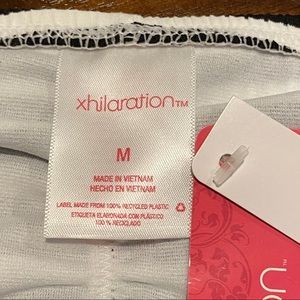 xhilaration™
M
MADE IN VIETNAM
HECHO EN VIETNAM
LABEL MADE FROM 100% RECYCLED PLASTIC
ETIQUETA ELABORADA CON PLÁSTICO
100 % RECICLADO